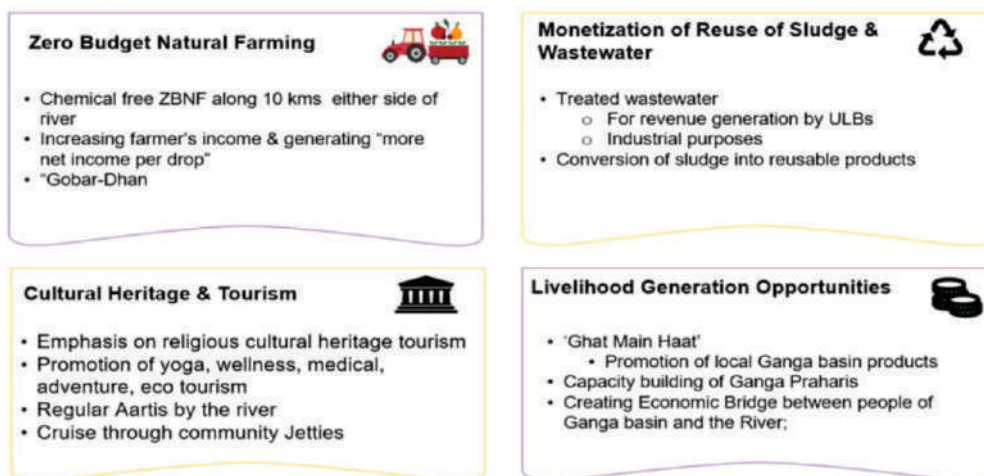 Zero Budget Natural Farming
• Chemical free ZBNF along 10 kms either side of
river
• Increasing farmer's income & generating "more
net income per drop"
• "Gobar-Dhan
Monetization of Reuse of Sludge &
Wastewater
• Treated wastewater
o For revenue generation by ULBs
o Industrial purposes
• Conversion of sludge into reusable products
Cultural Heritage & Tourism
• Emphasis on religious cultural heritage tourism
• Promotion of yoga, wellness, medical,
adventure, eco tourism
• Regular Aartis by the river
• Cruise through community Jetties
Livelihood Generation Opportunities
• 'Ghat Main Haat'
• Promotion of local Ganga basin products
• Capacity building of Ganga Praharis
• Creating Economic Bridge between people of
Ganga basin and the River;